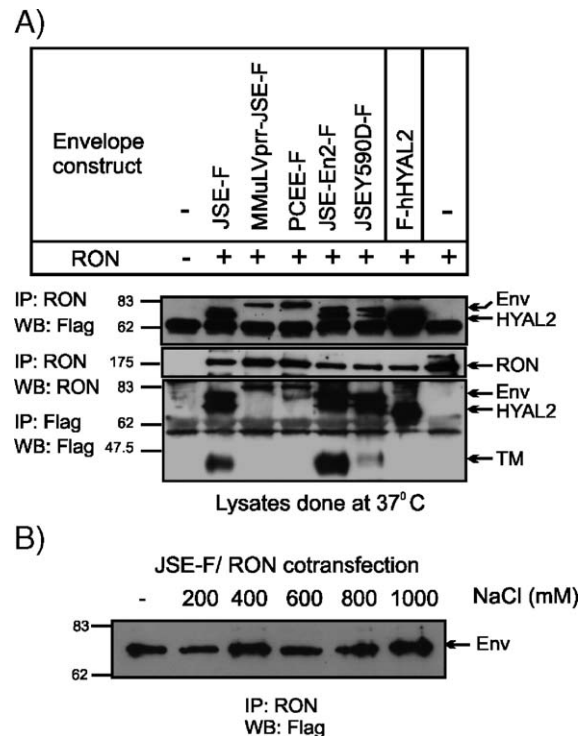 A)
Envelope construct
-
JSE-F
MMuLVprr-JSE-F
PCEE-F
JSE-En2-F
JSEY590D-F
F-hHYAL2
-
RON - + + + + + + +
IP: RON
WB: Flag
83
62
Env
HYAL2
IP: RON
WB: RON
175
RON
IP: Flag
WB: Flag
83
62
47.5
Env
HYAL2
TM
Lysates done at 37⁰ C
B)
JSE-F/ RON cotransfection
- 200 400 600 800 1000 NaCl (mM)
83
62
Env
IP: RON
WB: Flag